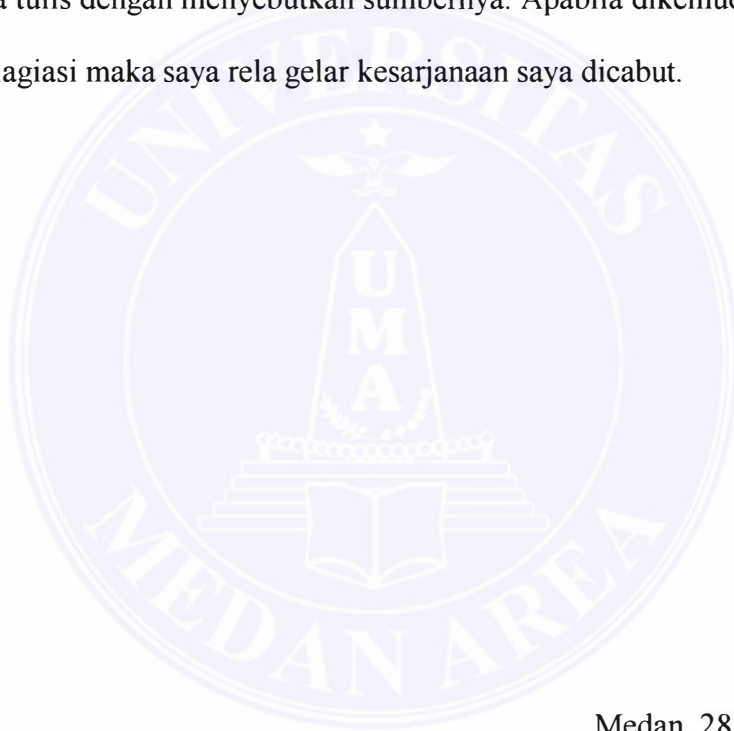 a tulis dengan menyebutkan sumbernya. Apabila dikemud
agiasi maka saya rela gelar kesarjanaan saya dicabut.
UNIVERSITAS
U
M
A
MEDAN AREA
Medan, 28